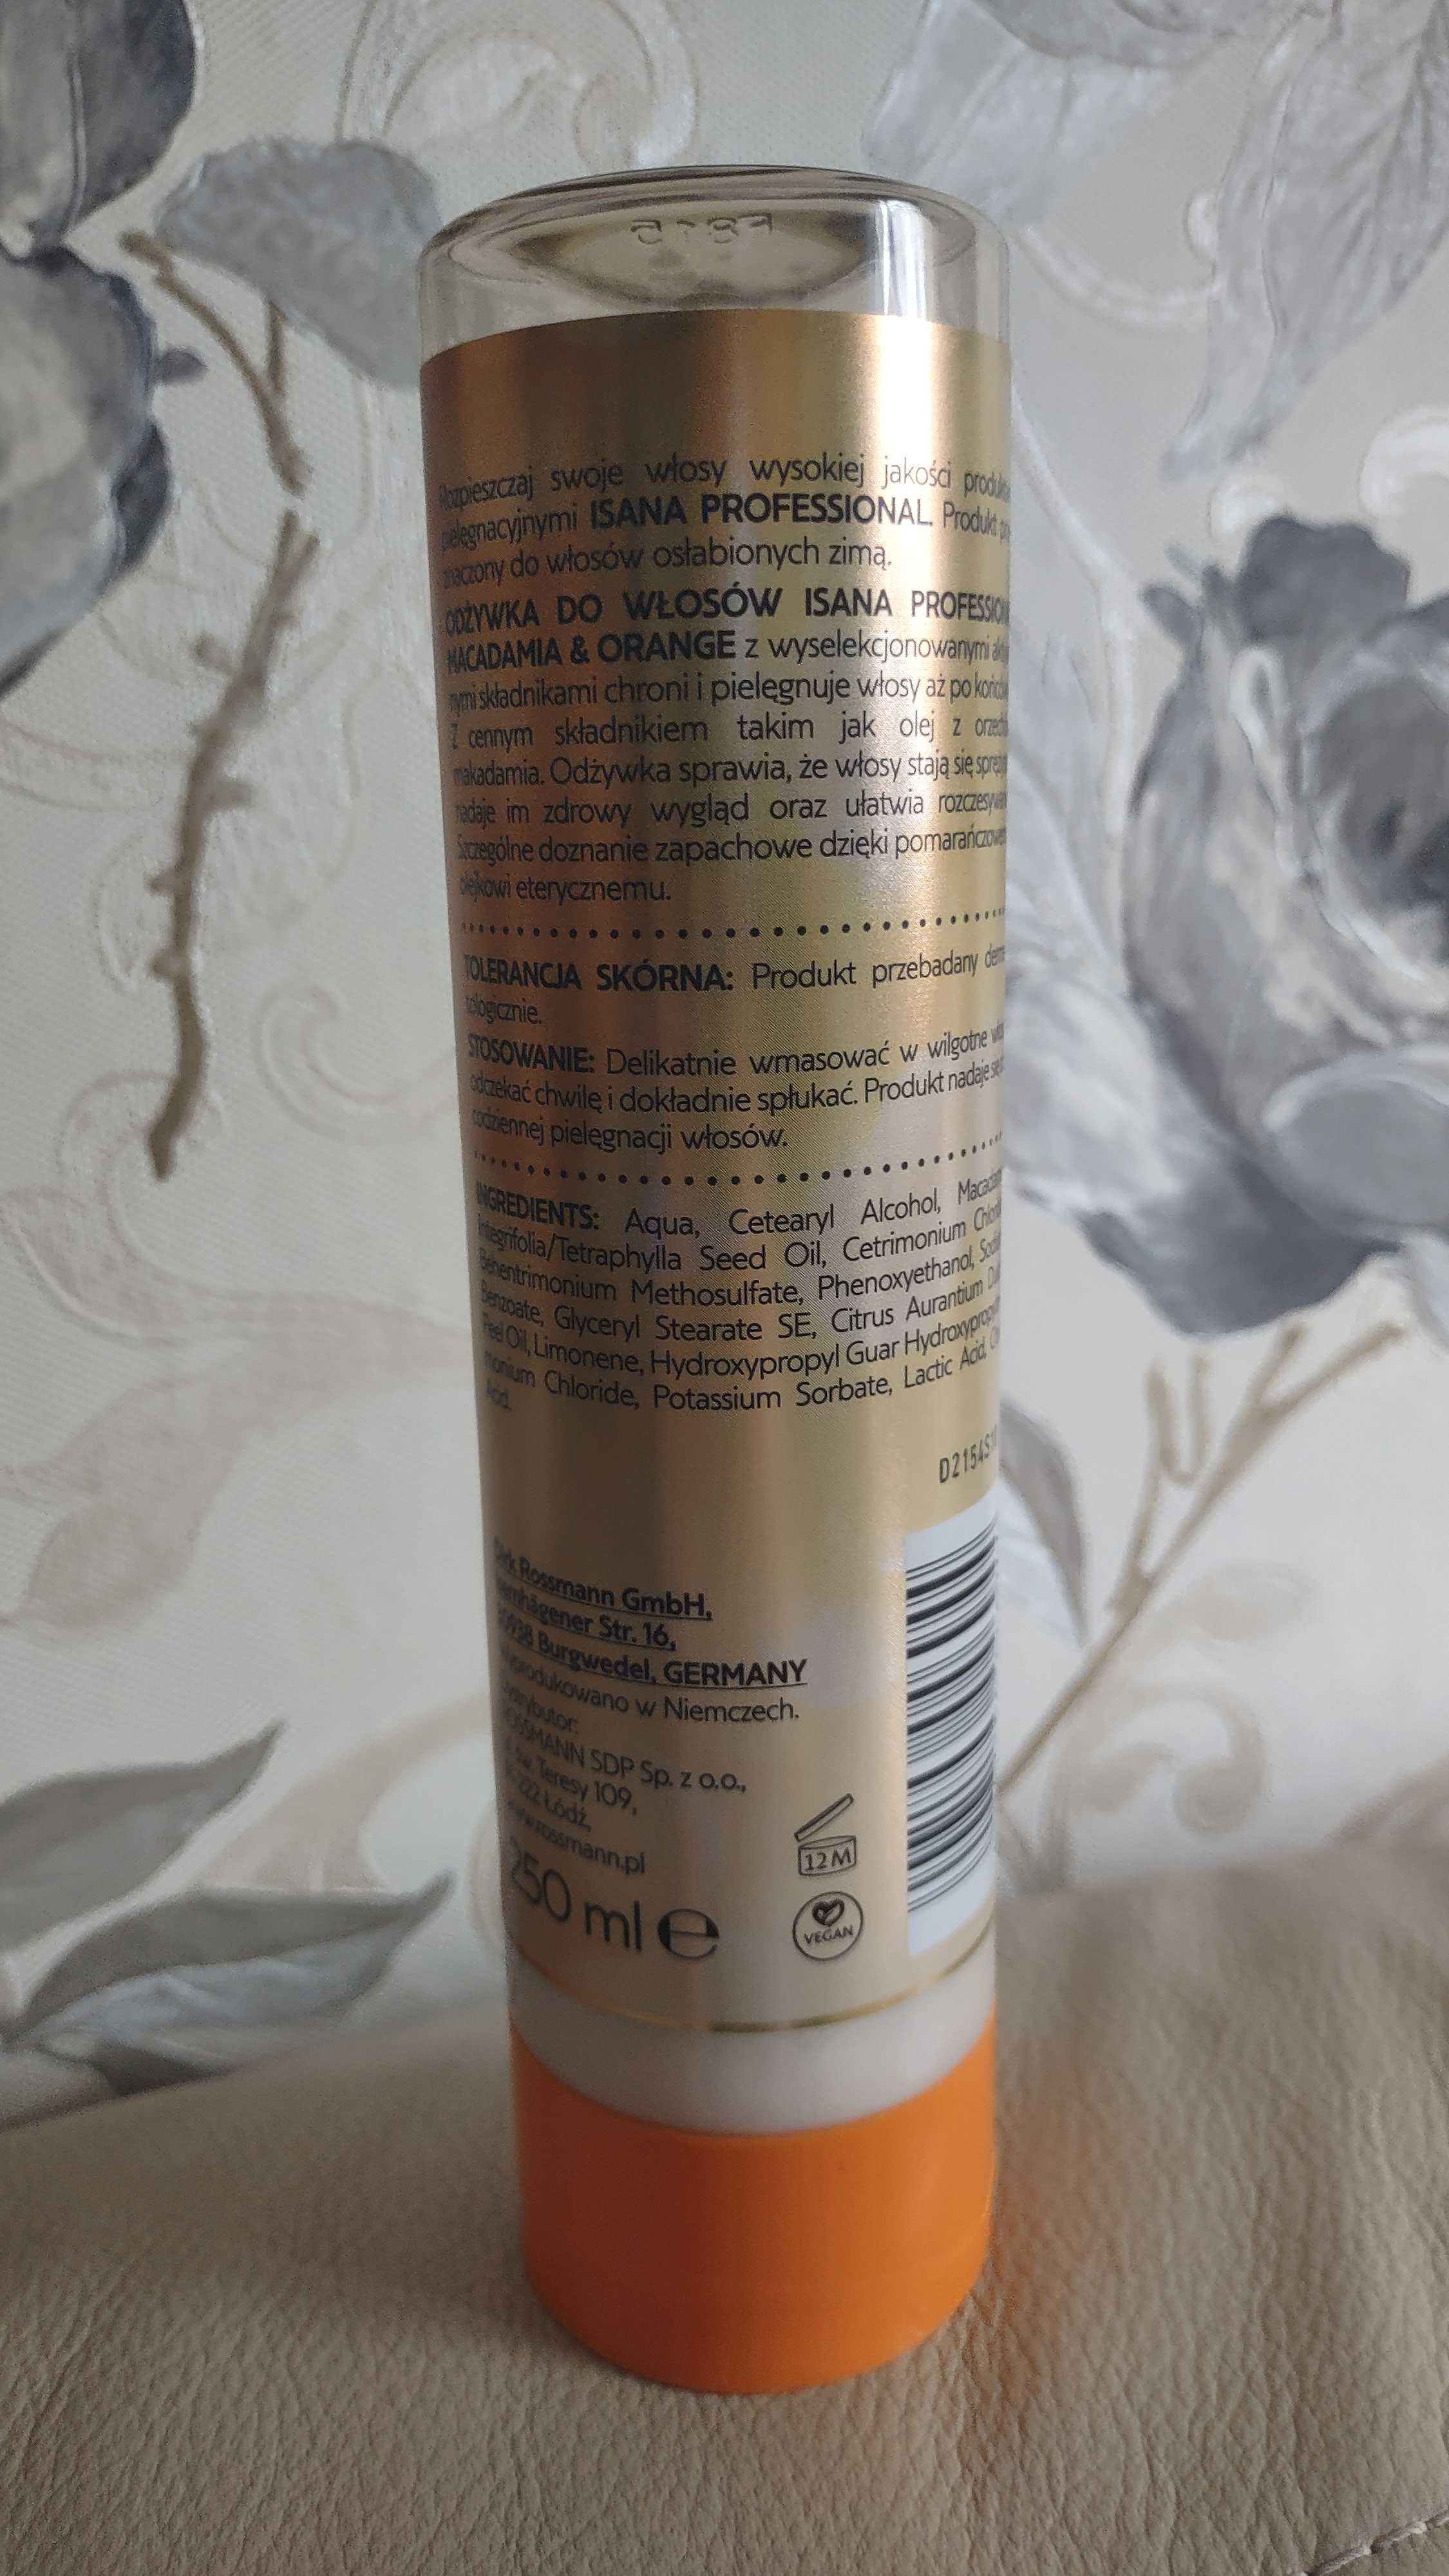 swoje włosy wysokiej jakości
pielęgnacyjnymi ISANA PROFESSIONAL. Produkt
do włosów osłabionych zimą.
ODŻYWKA DO WŁOSÓW ISANA
MACADAMIA & ORANGE z wyselekcjonowanymi
składnikami chroni i pielęgnuje włosy aż po
Z cennym składnikiem takim jak olej z
makadamia. Odżywka sprawia, że włosy stają się
nadaje im zdrowy wygląd oraz ułatwia
Szczególne doznanie zapachowe dzięki
olejkowi eterycznemu.
TOLERANCJA SKÓRNA: Produkt przebadany
STOSOWANIE: Delikatnie wmasować w wilgotne
odczekać chwilę i dokładnie spłukać. Produkt nadaje się
codziennej pielęgnacji włosów.
INGREDIENTS: Aqua, Cetearyl Alcohol,
Integrifolia/Tetraphylla Seed Oil, Cetrimonium
Behentrimonium Methosulfate, Phenoxyethanol,
Benzoate, Glyceryl Stearate SE, Citrus Aurantium
Peel Oil, Limonene, Hydroxypropyl Guar
Chloride, Potassium Sorbate, Lactic Acid,
Acid.
Rossmann GmbH,
Str. 16,
Burgwedel, GERMANY
w Niemczech.
SDP Sp. z o.o.,
Teresy 109,
Łódź,
12M
250 ml e
VEGAN